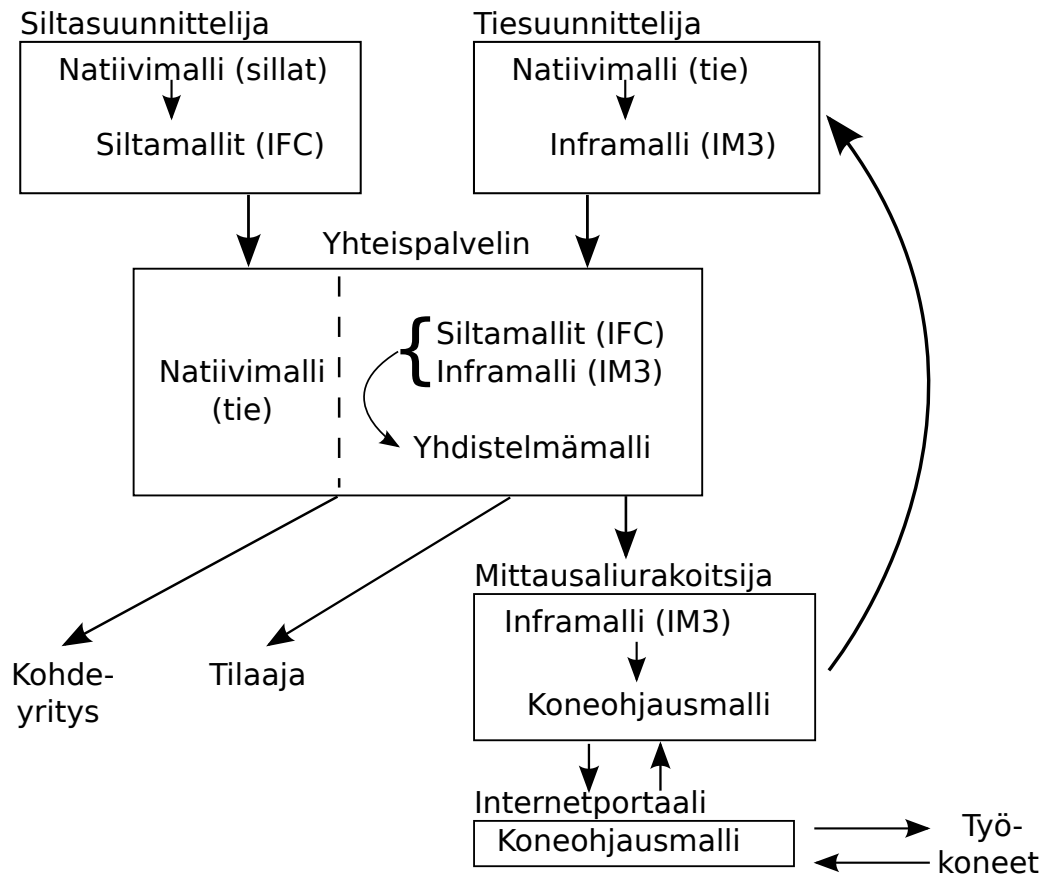 Siltasuunnittelija
Natiivimalli (sillat)
Siltamallit (IFC)
Tiesuunnittelija
Natiivimalli (tie)
Inframalli (IM3)
Yhteispalvelin
Natiivimalli
(tie)
Siltamallit (IFC)
Inframalli (IM3)
Yhdistelmämalli
Kohde-
yritys
Tilaaja
Mittausaliurakoitsija
Inframalli (IM3)
Koneohjausmalli
Internetportaali
Koneohjausmalli
Työ-
koneet